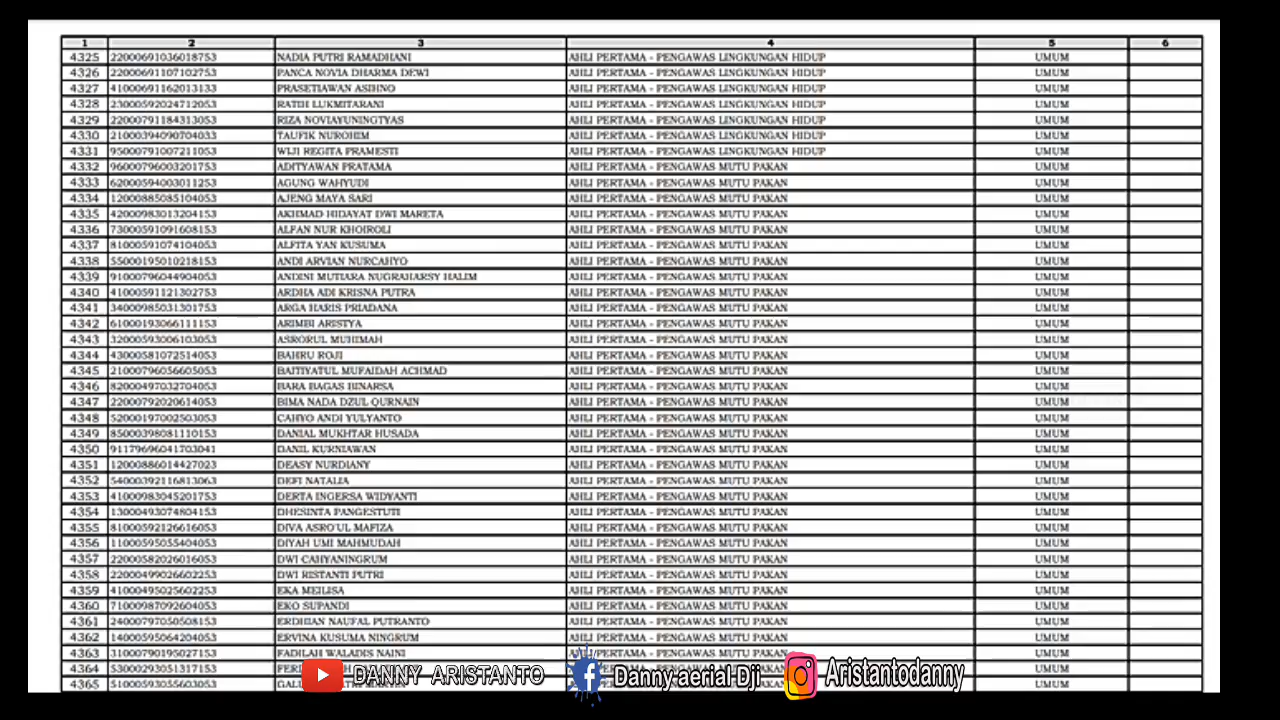 1 2 3 4 5 6
4325 22000691036018753 NADIA PUTRI RAMADHANI AHLI PERTAMA - PENGAWAS LINGKUNGAN HIDUP UMUM
4326 22000691107102753 PANCA NOVIA DHARMA DEWI AHLI PERTAMA - PENGAWAS LINGKUNGAN HIDUP UMUM
4327 41000691162013133 PRASETIAWAN ASIHNO AHLI PERTAMA - PENGAWAS LINGKUNGAN HIDUP UMUM
4328 23000592024712053 RATIH LUKMITARANI AHLI PERTAMA - PENGAWAS LINGKUNGAN HIDUP UMUM
4329 22000791184313053 RIZA NOVIAYUNINGTYAS AHLI PERTAMA - PENGAWAS LINGKUNGAN HIDUP UMUM
4330 21000394090704033 TAUFIK NUROHIM AHLI PERTAMA - PENGAWAS LINGKUNGAN HIDUP UMUM
4331 95000791007211053 WIJI REGITA PRAMESTI AHLI PERTAMA - PENGAWAS LINGKUNGAN HIDUP UMUM
4332 96000796003201753 ADITYAWAN PRATAMA AHLI PERTAMA - PENGAWAS MUTU PAKAN UMUM
4333 62000594003011253 AGUNG WAHYUDI AHLI PERTAMA - PENGAWAS MUTU PAKAN UMUM
4334 12000885085104053 AJENG MAYA SARI AHLI PERTAMA - PENGAWAS MUTU PAKAN UMUM
4335 42000983013204153 AKHMAD HIDAYAT DWI MARETA AHLI PERTAMA - PENGAWAS MUTU PAKAN UMUM
4336 73000591091608153 ALFAN NUR KHOIROLI AHLI PERTAMA - PENGAWAS MUTU PAKAN UMUM
4337 81000591074104053 ALFITA YAN KUSUMA AHLI PERTAMA - PENGAWAS MUTU PAKAN UMUM
4338 55000195010218153 ANDI ARVIAN NURCAHYO AHLI PERTAMA - PENGAWAS MUTU PAKAN UMUM
4339 91000796044904053 ANDINI MUTIARA NUGRAHARSY HALIM AHLI PERTAMA - PENGAWAS MUTU PAKAN UMUM
4340 41000591121302753 ARDHA ADI KRISNA PUTRA AHLI PERTAMA - PENGAWAS MUTU PAKAN UMUM
4341 34000985031301753 ARGA HARIS PRIADANA AHLI PERTAMA - PENGAWAS MUTU PAKAN UMUM
4342 61000193066111153 ARIMBI ARISTYA AHLI PERTAMA - PENGAWAS MUTU PAKAN UMUM
4343 32000593006103053 ASRORUL MUHIMAH AHLI PERTAMA - PENGAWAS MUTU PAKAN UMUM
4344 43000581072514053 BAHRU ROJI AHLI PERTAMA - PENGAWAS MUTU PAKAN UMUM
4345 21000796056605053 BAITIYATUL MUFAIDAH ACHMAD AHLI PERTAMA - PENGAWAS MUTU PAKAN UMUM
4346 82000497032704053 BARA BAGAS BINARSA AHLI PERTAMA - PENGAWAS MUTU PAKAN UMUM
4347 22000792020614053 BIMA NADA DZUL QURNAIN AHLI PERTAMA - PENGAWAS MUTU PAKAN UMUM
4348 52000197002503053 CAHYO ANDI YULYANTO AHLI PERTAMA - PENGAWAS MUTU PAKAN UMUM
4349 85000398081110153 DANIAL MUKHTAR HUSADA AHLI PERTAMA - PENGAWAS MUTU PAKAN UMUM
4350 91179696041703041 DANIL KURNIAWAN AHLI PERTAMA - PENGAWAS MUTU PAKAN UMUM
4351 12000886014427023 DEASY NURDIANY AHLI PERTAMA - PENGAWAS MUTU PAKAN UMUM
4352 54000392116813063 DEFI NATALIA AHLI PERTAMA - PENGAWAS MUTU PAKAN UMUM
4353 41000983045201753 DERTA INGERSA WIDYANTI AHLI PERTAMA - PENGAWAS MUTU PAKAN UMUM
4354 13000493074804153 DHESINTA PANGESTUTI AHLI PERTAMA - PENGAWAS MUTU PAKAN UMUM
4355 81000592126616053 DIVA ASRO'UL MAFIZA AHLI PERTAMA - PENGAWAS MUTU PAKAN UMUM
4356 11000595055404053 DIYAH UMI MAHMUDAH AHLI PERTAMA - PENGAWAS MUTU PAKAN UMUM
4357 22000582026016053 DWI CAHYANINGRUM AHLI PERTAMA - PENGAWAS MUTU PAKAN UMUM
4358 22000499026602253 DWI RISTANTI PUTRI AHLI PERTAMA - PENGAWAS MUTU PAKAN UMUM
4359 41000495025602253 EKA MEILISA AHLI PERTAMA - PENGAWAS MUTU PAKAN UMUM
4360 71000987092604053 EKO SUPANDI AHLI PERTAMA - PENGAWAS MUTU PAKAN UMUM
4361 24000797050508153 ERDHIAN NAUFAL PUTRANTO AHLI PERTAMA - PENGAWAS MUTU PAKAN UMUM
4362 14000595064204053 ERVINA KUSUMA NINGRUM AHLI PERTAMA - PENGAWAS MUTU PAKAN UMUM
4363 31000790195027153 FADILAH WALADIS NAINI AHLI PERTAMA - PENGAWAS MUTU PAKAN UMUM
4364 53000293051317153 UMUM
4365 51000593055603053 UMUM
DANNY ARISTANTO Danny aerial Dji Aristantodanny